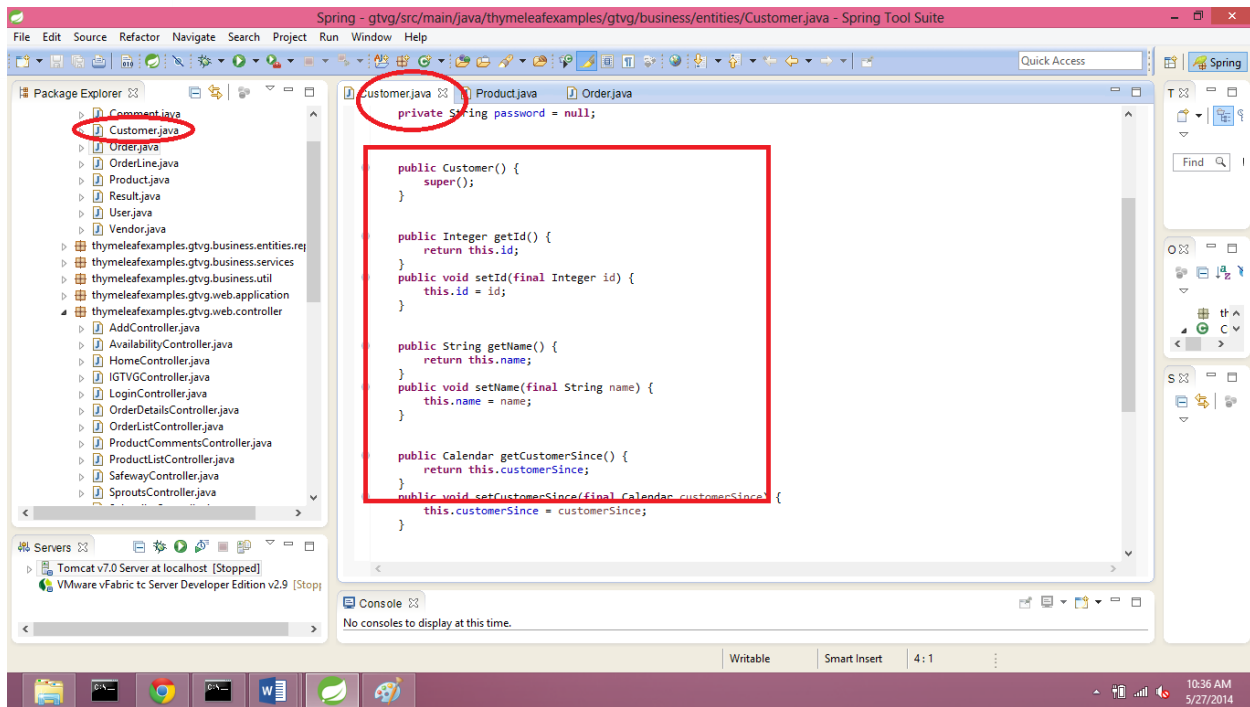 Spring - gtvg/src/main/java/thymeleafexamples/gtvg/business/entities/Customer.java - Spring Tool Suite
File Edit Source Refactor Navigate Search Project Run Window Help
Quick Access
Spring
Package Explorer
Comment.java
Customer.java
Order.java
OrderLine.java
Product.java
Result.java
User.java
Vendor.java
thymeleafexamples.gtvg.business.entities.rep
thymeleafexamples.gtvg.business.services
thymeleafexamples.gtvg.business.util
thymeleafexamples.gtvg.web.application
thymeleafexamples.gtvg.web.controller
AddController.java
AvailabilityController.java
HomeController.java
IGTVGController.java
LoginController.java
OrderDetailsController.java
OrderListController.java
ProductCommentsController.java
ProductListController.java
SafewayController.java
SproutsController.java
Servers
Tomcat v7.0 Server at localhost [Stopped]
VMware vFabric tc Server Developer Edition v2.9 [Stopp
Customer.java Product.java Order.java
private String password = null;
public Customer() {
super();
}
public Integer getId() {
return this.id;
}
public void setId(final Integer id) {
this.id = id;
}
public String getName() {
return this.name;
}
public void setName(final String name) {
this.name = name;
}
public Calendar getCustomerSince() {
return this.customerSince;
}
public void setCustomerSince(final Calendar customerSince) {
this.customerSince = customerSince;
}
Console
No consoles to display at this time.
T
Find
O
th
C
S
Writable Smart Insert 4 : 1
10:36 AM
5/27/2014